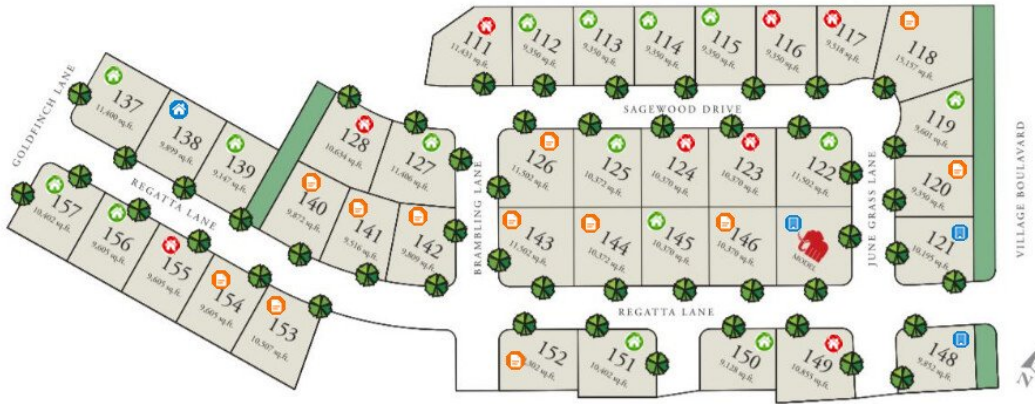 111
11,431 sq.ft.
112
9,350 sq.ft.
113
9,350 sq.ft.
114
9,350 sq.ft.
115
9,350 sq.ft.
116
9,350 sq.ft.
117
9,518 sq.ft.
118
15,157 sq.ft.
SAGEWOOD DRIVE
119
9,601 sq.ft.
120
9,350 sq.ft.
121
10,195 sq.ft.
VILLAGE BOULAVARD
GOLDFINCH LANE
137
11,400 sq.ft.
138
9,899 sq.ft.
139
9,147 sq.ft.
128
10,654 sq.ft.
127
11,406 sq.ft.
140
9,872 sq.ft.
141
9,516 sq.ft.
142
9,809 sq.ft.
BRAMBLING LANE
126
11,502 sq.ft.
125
10,372 sq.ft.
124
10,370 sq.ft.
123
10,370 sq.ft.
122
11,502 sq.ft.
JUNE GRASS LANE
143
11,502 sq.ft.
144
10,372 sq.ft.
145
10,370 sq.ft.
146
10,370 sq.ft.
MODEL
REGATTA LANE
157
10,402 sq.ft.
156
9,605 sq.ft.
155
9,605 sq.ft.
154
9,605 sq.ft.
153
10,507 sq.ft.
REGATTA LANE
152
sq.ft.
151
10,402 sq.ft.
150
9,128 sq.ft.
149
10,855 sq.ft.
148
9,852 sq.ft.
N